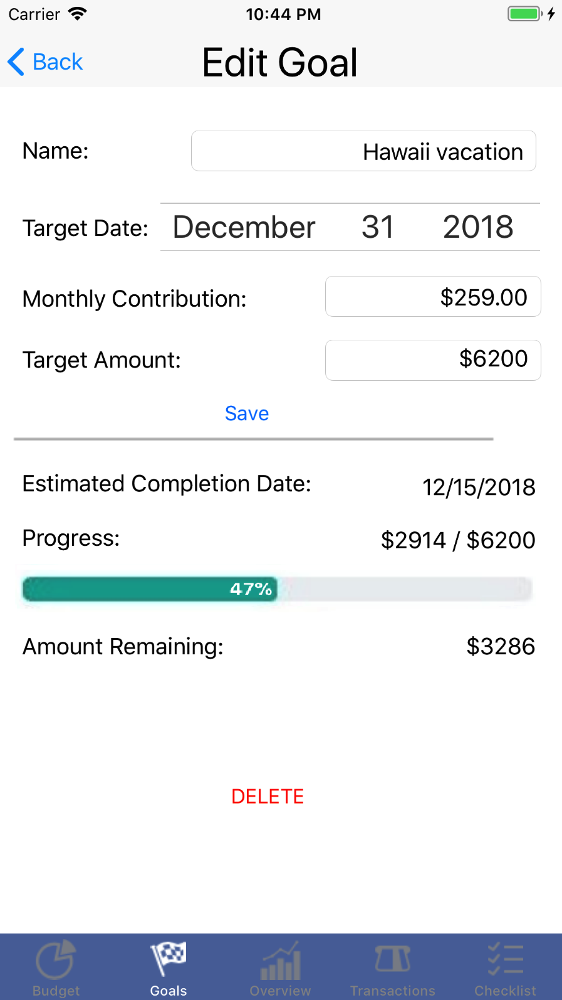 Carrier 10:44 PM
Back Edit Goal
Name: Hawaii vacation
Target Date: December 31 2018
Monthly Contribution: $259.00
Target Amount: $6200
Save
Estimated Completion Date: 12/15/2018
Progress: $2914 / $6200
47%
Amount Remaining: $3286
DELETE
Budget Goals Overview Transactions Checklist